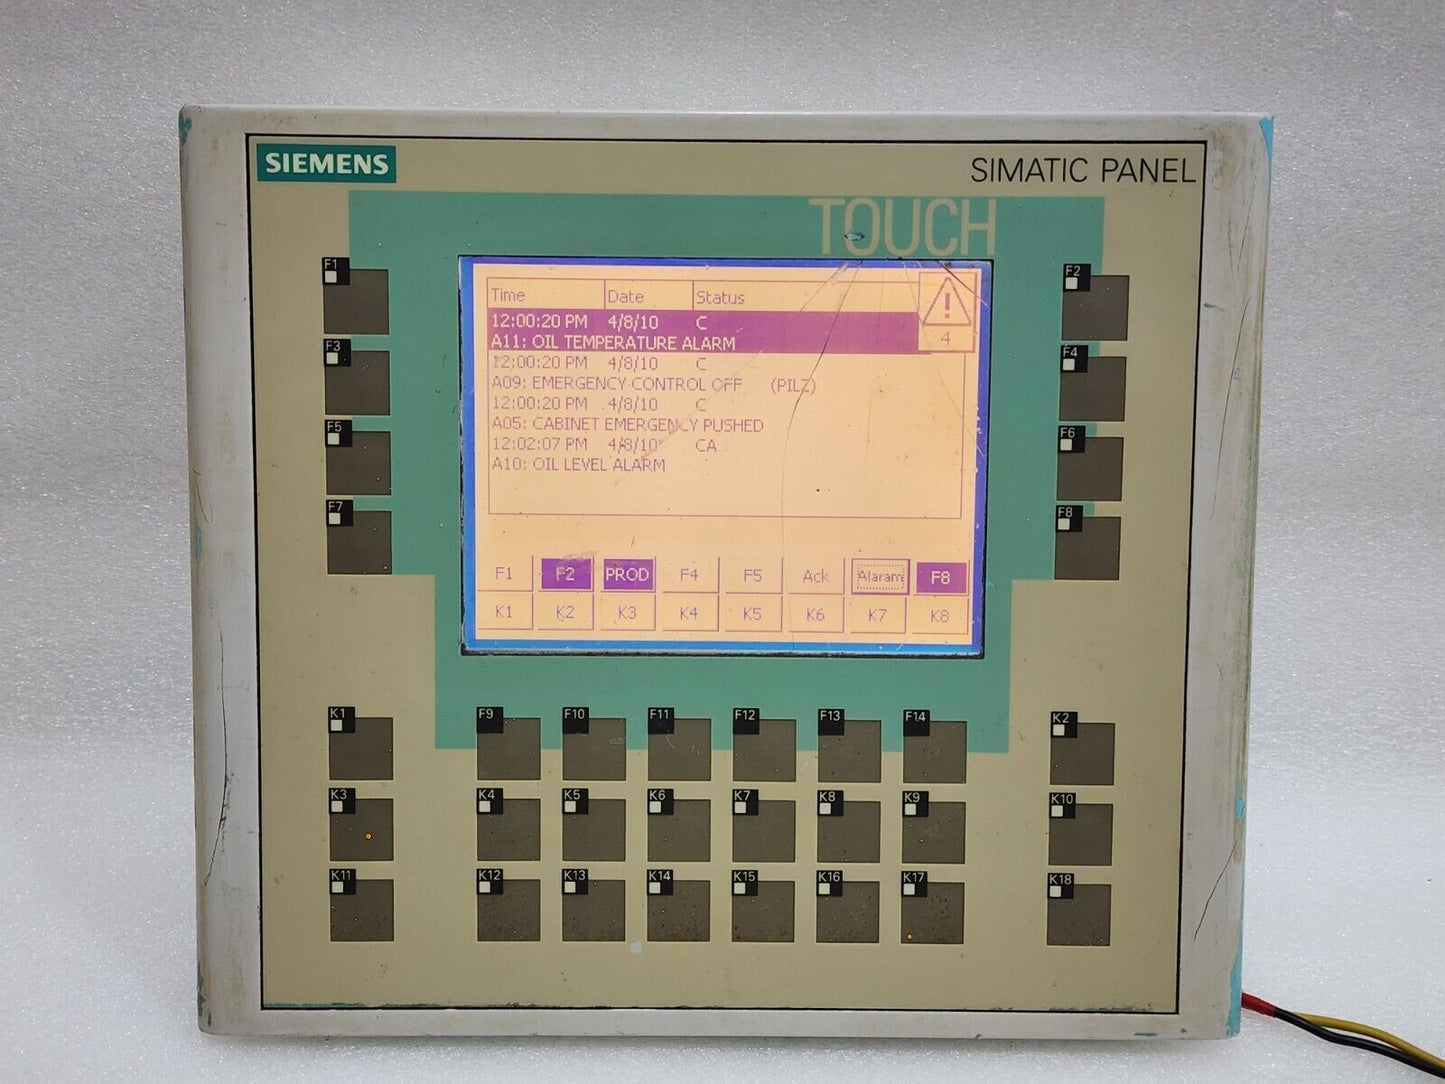 SIEMENS
SIMATIC PANEL
TOUCH
F1
F2
F3
F4
F5
F6
F7
F8
Time Date Status
12:00:20 PM 4/8/10 C
A11: OIL TEMPERATURE ALARM
4
12:00:20 PM 4/8/10 C
A09: EMERGENCY CONTROL OFF (PILZ)
12:00:20 PM 4/8/10 C
A05: CABINET EMERGENCY PUSHED
12:02:07 PM 4/8/10 CA
A10: OIL LEVEL ALARM
F1 F2 PROD F4 F5 Ack Alaram F8
K1 K2 K3 K4 K5 K6 K7 K8
K1 F9 F10 F11 F12 F13 F14 K2
K3 K4 K5 K6 K7 K8 K9 K10
K11 K12 K13 K14 K15 K16 K17 K18